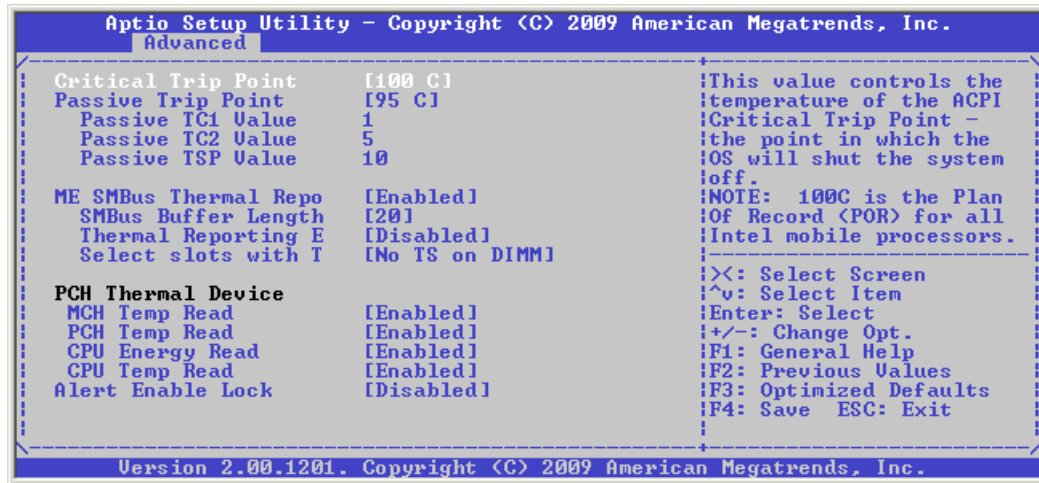 Aptio Setup Utility - Copyright (C) 2009 American Megatrends, Inc.
Advanced
Critical Trip Point [100 C]
Passive Trip Point [95 C]
Passive TC1 Value 1
Passive TC2 Value 5
Passive TSP Value 10
ME SMBus Thermal Repo [Enabled]
SMBus Buffer Length [20]
Thermal Reporting E [Disabled]
Select slots with T [No TS on DIMM]
PCH Thermal Device
MCH Temp Read [Enabled]
PCH Temp Read [Enabled]
CPU Energy Read [Enabled]
CPU Temp Read [Enabled]
Alert Enable Lock [Disabled]
This value controls the
temperature of the ACPI
Critical Trip Point -
the point in which the
OS will shut the system
off.
NOTE: 100C is the Plan
Of Record (POR) for all
Intel mobile processors.
><: Select Screen
^v: Select Item
Enter: Select
+/-: Change Opt.
F1: General Help
F2: Previous Values
F3: Optimized Defaults
F4: Save ESC: Exit
Version 2.00.1201. Copyright (C) 2009 American Megatrends, Inc.